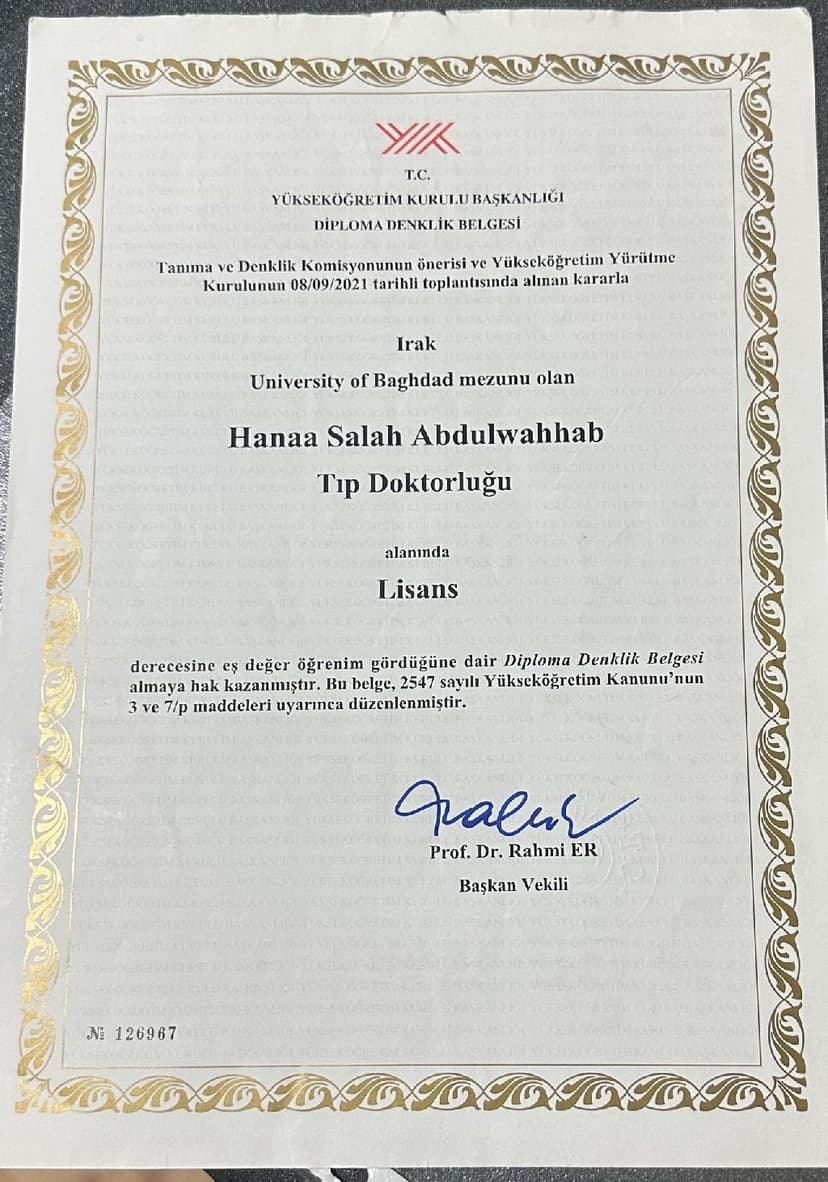 YÖK
T.C.
YÜKSEKÖĞRETİM KURULU BAŞKANLIĞI
DİPLOMA DENKLİK BELGESİ
Tanıma ve Denklik Komisyonunun önerisi ve Yükseköğretim Yürütme
Kurulunun 08/09/2021 tarihli toplantısında alınan kararla
Irak
University of Baghdad mezunu olan
Hanaa Salah Abdulwahhab
Tıp Doktorluğu
alanında
Lisans
derecesine eş değer öğrenim gördüğüne dair Diploma Denklik Belgesi
almaya hak kazanmıştır. Bu belge, 2547 sayılı Yükseköğretim Kanunu’nun
3 ve 7/p maddeleri uyarınca düzenlenmiştir.
Prof. Dr. Rahmi ER
Başkan Vekili
№ 126967